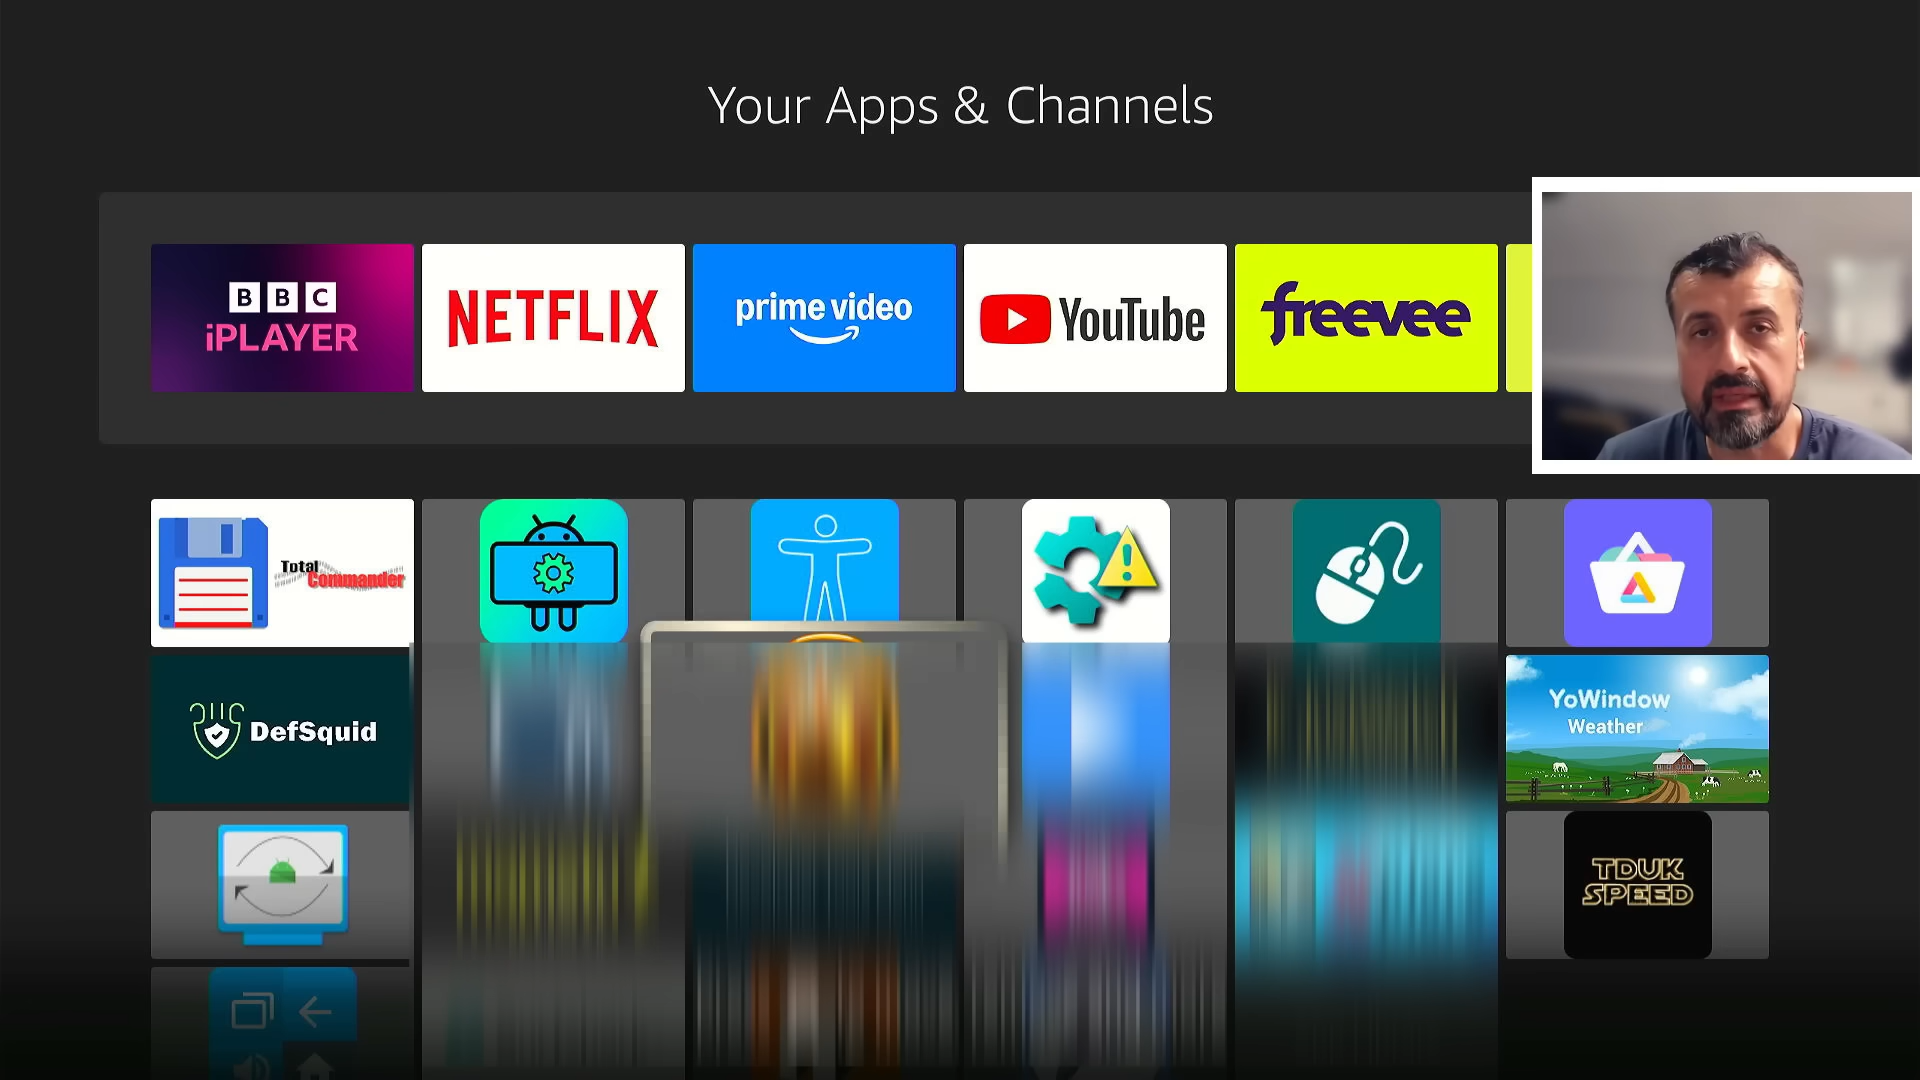 Your Apps & Channels
BBC
iPLAYER
NETFLIX
prime video
YouTube
freevee
Total
Commander
DefSquid
YoWindow
Weather
TDUK
SPEED